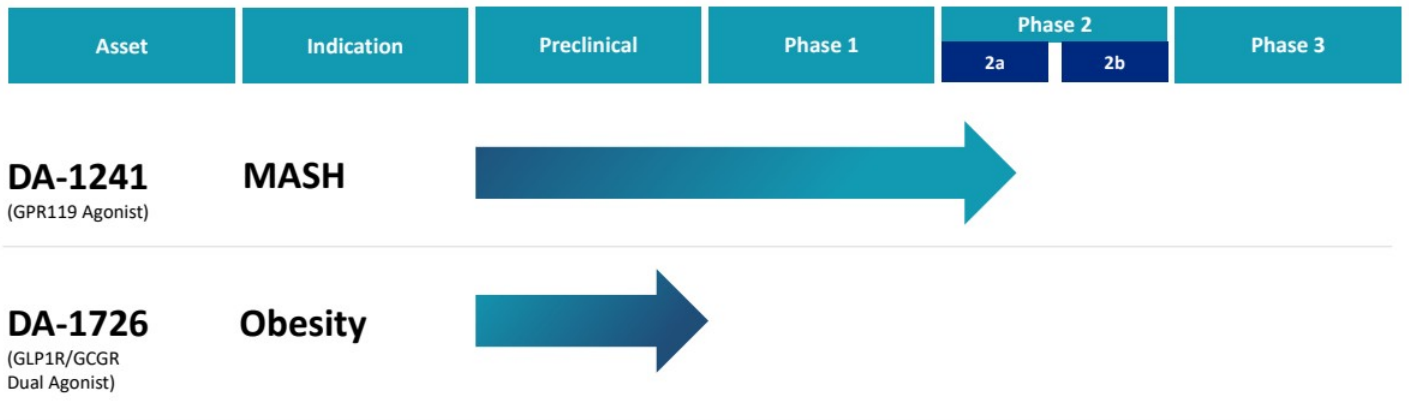 Asset
Indication
Preclinical
Phase 1
Phase 2
2a
2b
Phase 3
DA-1241
(GPR119 Agonist)
MASH
DA-1726
(GLP1R/GCGR
Dual Agonist)
Obesity